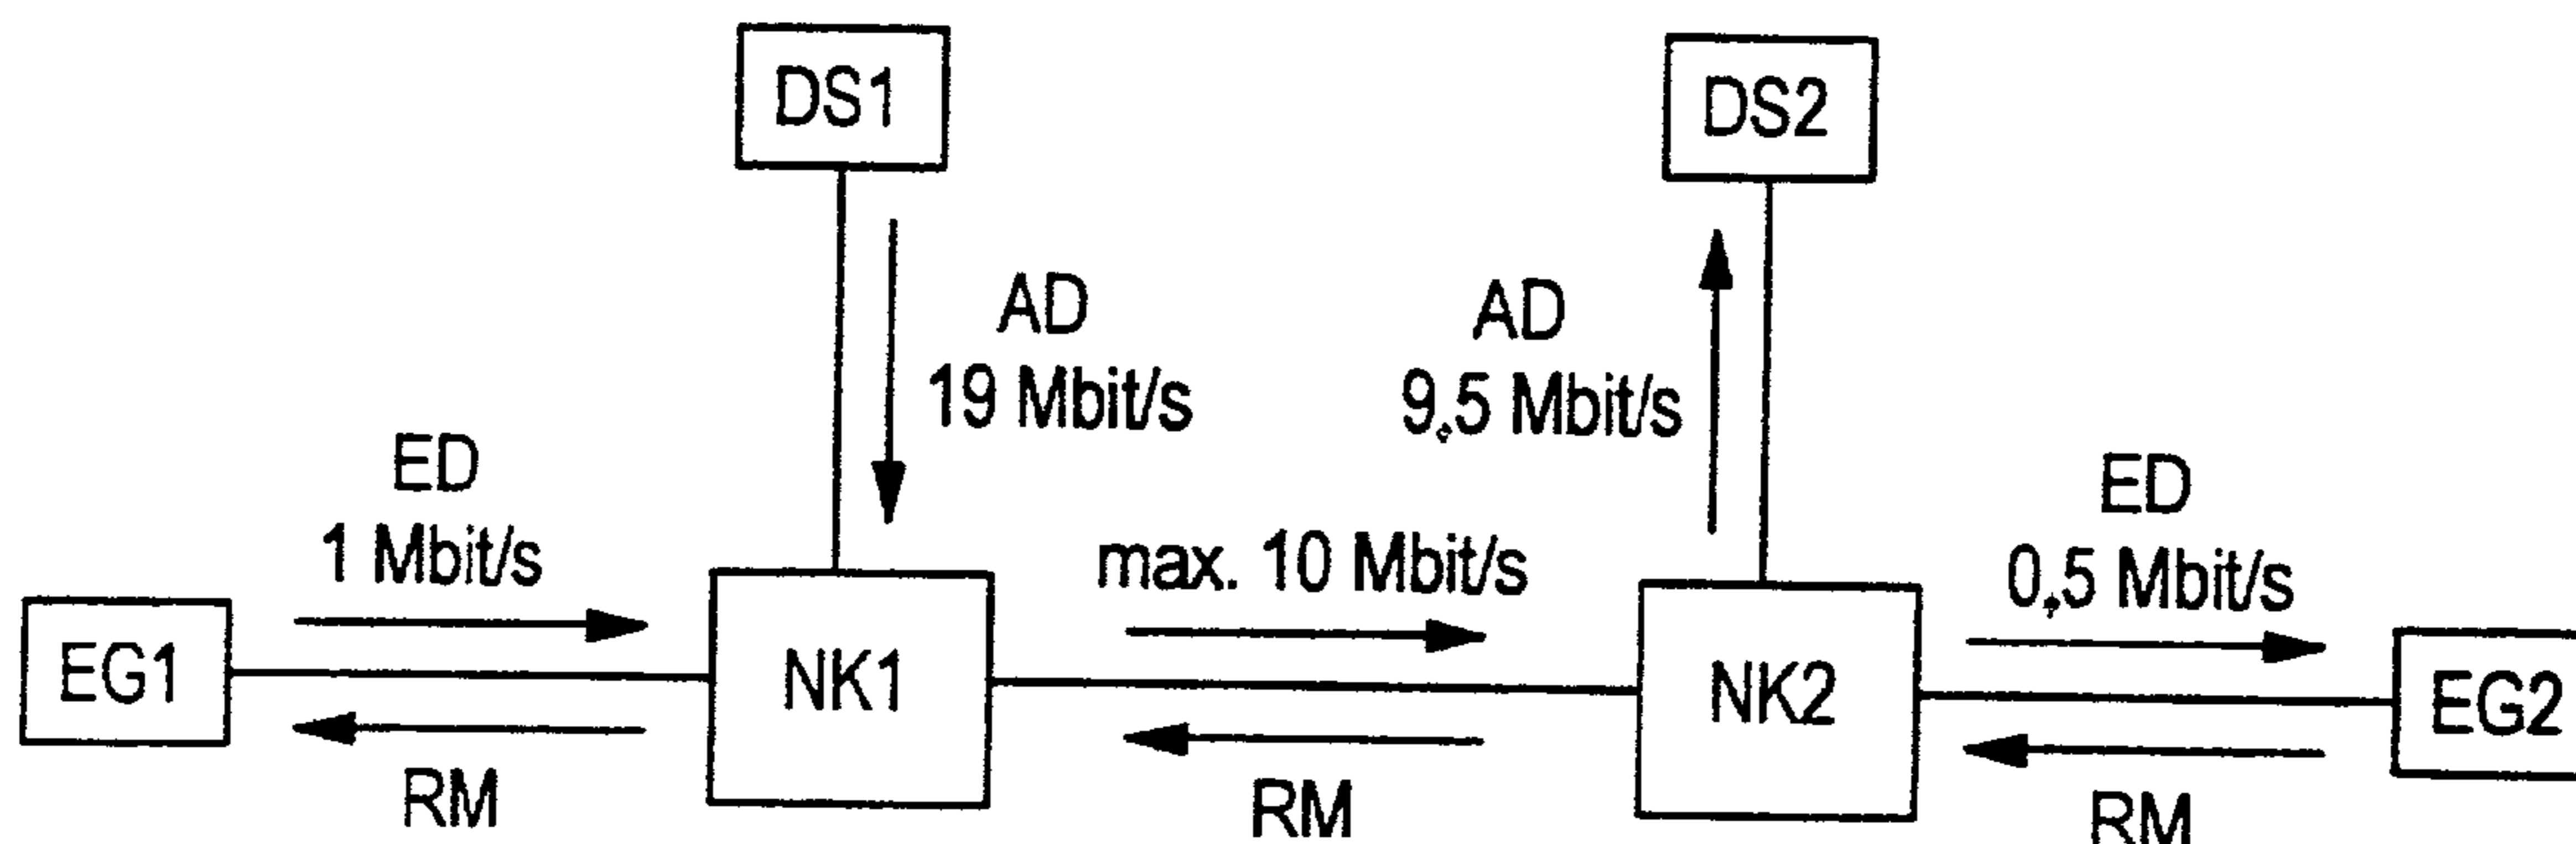 DS1
DS2
AD
19 Mbit/s
AD
9,5 Mbit/s
ED
1 Mbit/s
max. 10 Mbit/s
ED
0,5 Mbit/s
EG1
NK1
NK2
EG2
RM
RM
RM